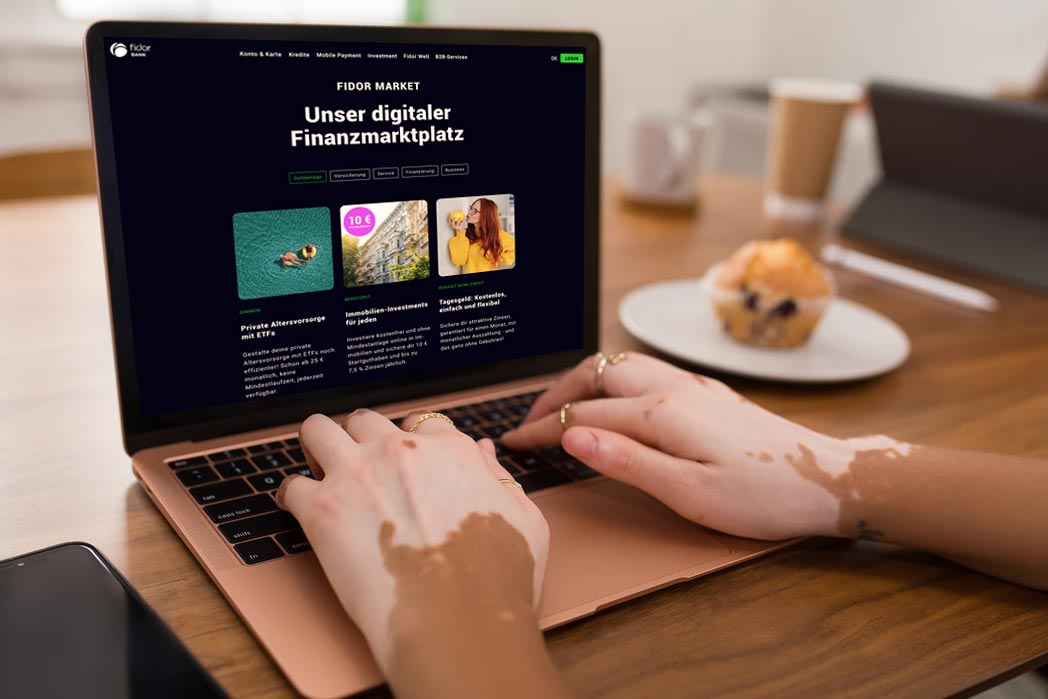 fidor
BANK
Konto & Karte Kredite Mobile Payment Investment Fidor Welt B2B-Services
DE LOGIN
FIDOR MARKET
Unser digitaler
Finanzmarktplatz
Geldanlage Versicherung Service Finanzierung Business
10 €
GINMON
Private Altersvorsorge
mit ETFs
Gestalte deine private
Altersvorsorge mit ETFs noch
effizienter! Schon ab 25 €
monatlich, keine
Mindestlaufzeit, jederzeit
verfügbar.
BERGFÜRST
Immobilien-Investments
für jeden
Investiere kostenfrei und ohne
Mindestanlage online in Im-
mobilien und sichere dir 10 €
Startguthaben und bis zu
7,5 % Zinsen jährlich.
RENAULT BANK DIREKT
Tagesgeld: Kostenlos,
einfach und flexibel
Sichere dir attraktive Zinsen,
garantiert für einen Monat, mit
monatlicher Auszahlung - und
das ganz ohne Gebühren!
tab
caps lock
shift
fn